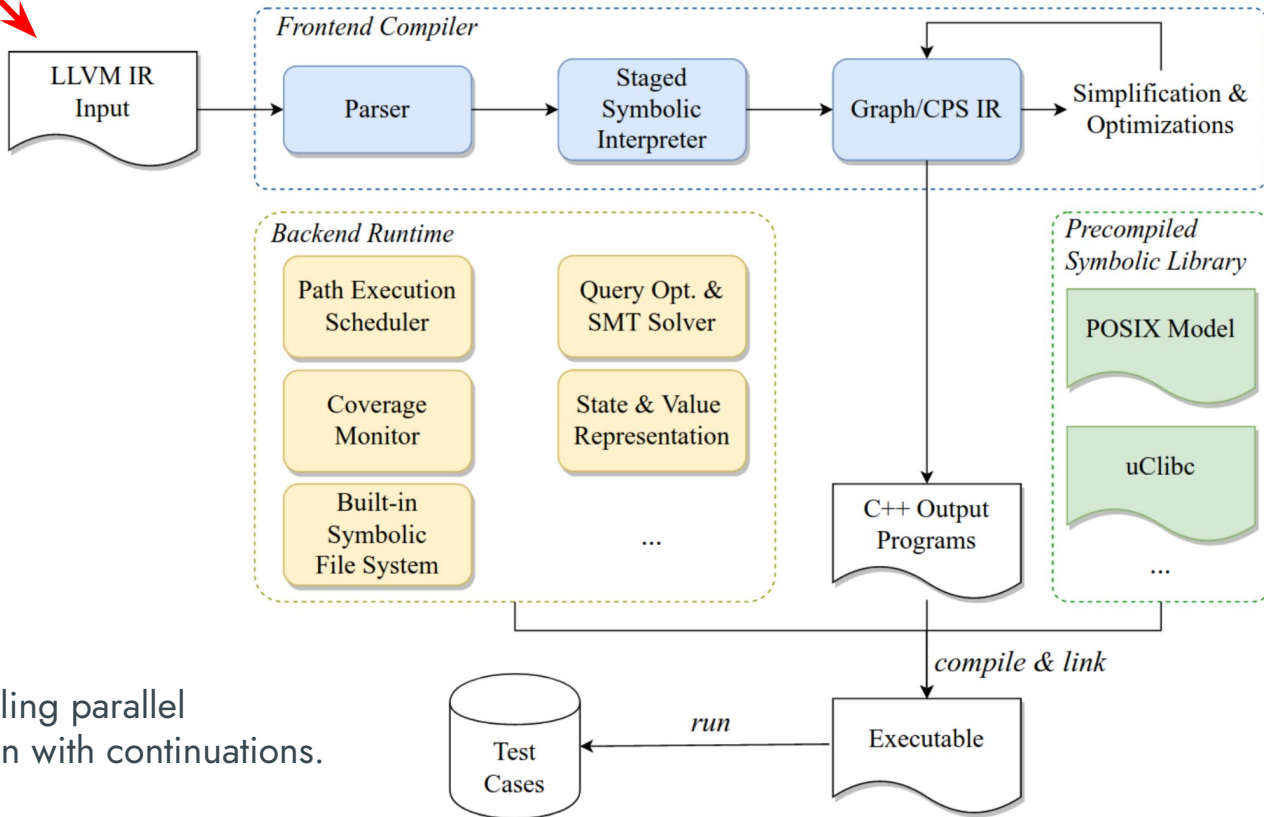 Frontend Compiler
LLVM IR
Input
Parser
Staged
Symbolic
Interpreter
Graph/CPS IR
Simplification &
Optimizations
Backend Runtime
Path Execution
Scheduler
Query Opt. &
SMT Solver
Coverage
Monitor
State & Value
Representation
Built-in
Symbolic
File System
...
Precompiled
Symbolic Library
POSIX Model
uClibc
...
C++ Output
Programs
compile & link
ling parallel
n with continuations.
Test
Cases
run
Executable